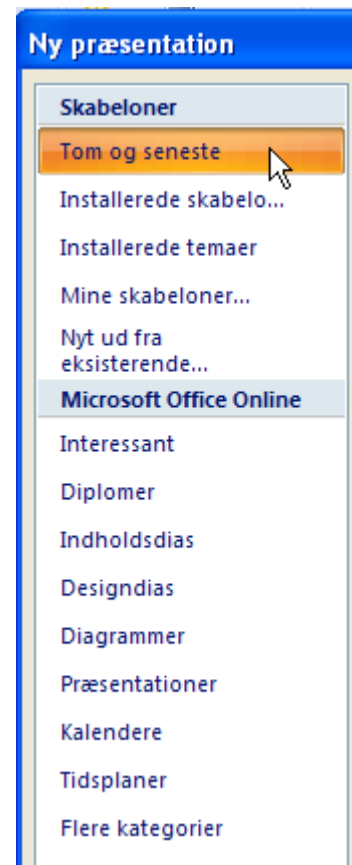 Ny præsentation
Skabeloner
Tom og seneste
Installerede skabelo...
Installerede temaer
Mine skabeloner...
Nyt ud fra
eksisterende...
Microsoft Office Online
Interessant
Diplomer
Indholdsdias
Designdias
Diagrammer
Præsentationer
Kalendere
Tidsplaner
Flere kategorier